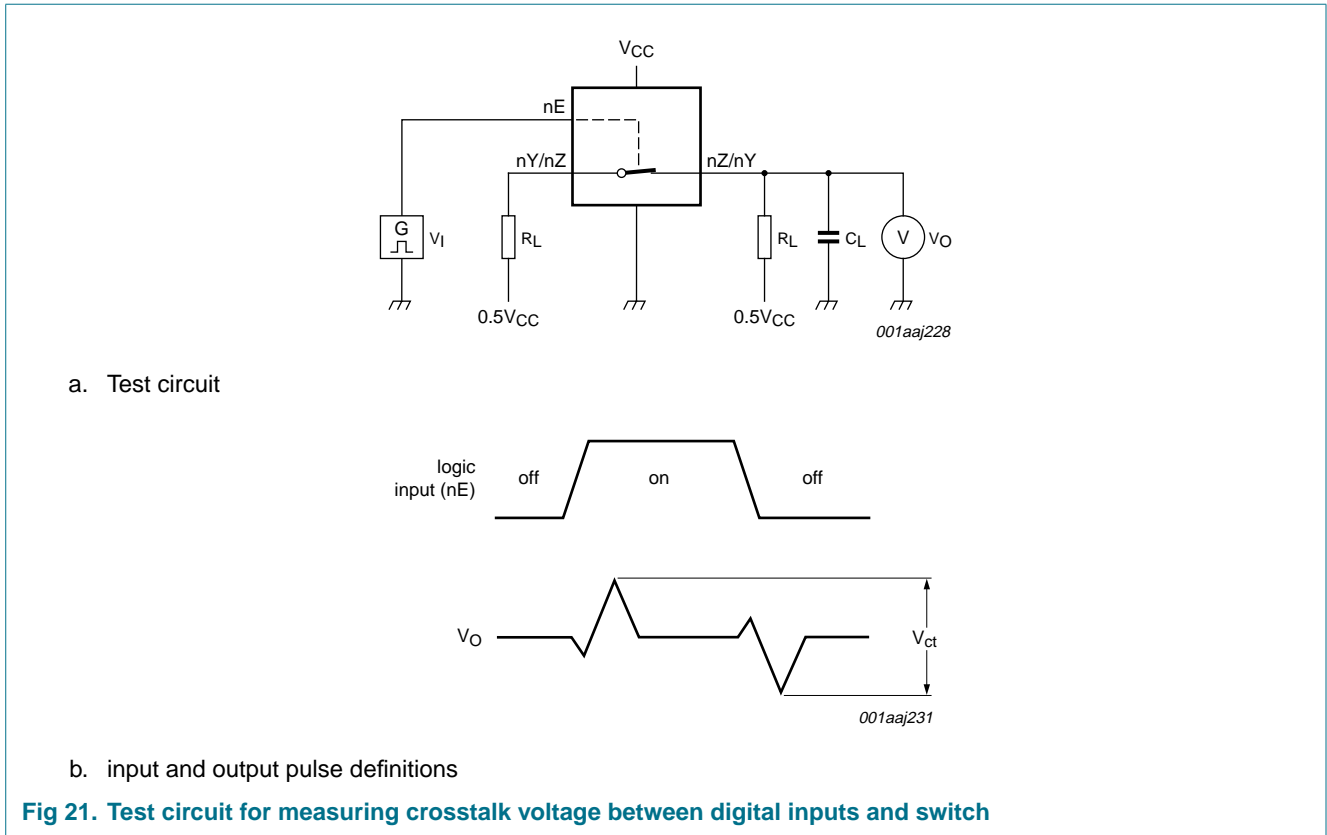 VCC
nE
nY/nZ
nZ/nY
G
VI
RL
RL
CL
V
VO
0.5VCC
0.5VCC
001aaj228
a. Test circuit
logic
input (nE)
off
on
off
VO
Vct
001aaj231
b. input and output pulse definitions
Fig 21. Test circuit for measuring crosstalk voltage between digital inputs and switch